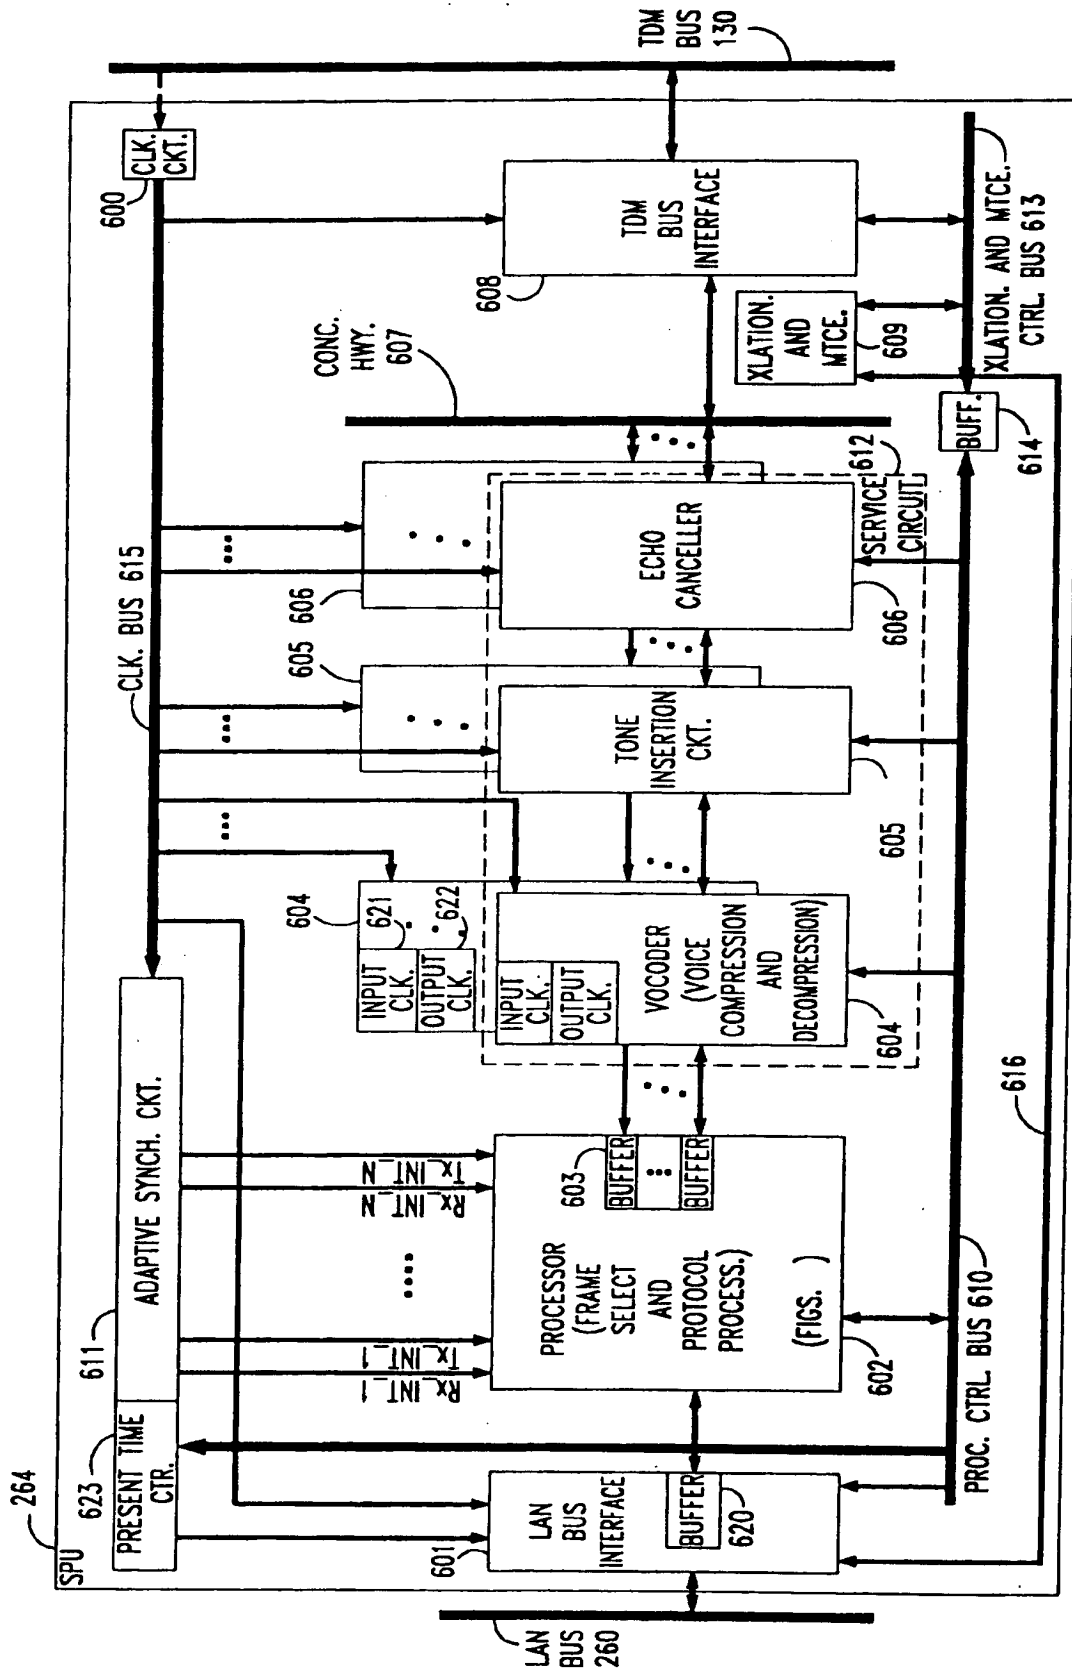 264
SPU
623
PRESENT TIME
CTR.
611
ADAPTIVE SYNCH. CKT.
CLK. BUS 615
600
CLK.
CKT.
TDM
BUS
130
Rx_INT_1
Tx_INT_1
Rx_INT_N
Tx_INT_N
604
621
622
INPUT
CLK.
OUTPUT
CLK.
605
606
CONC.
HWY.
607
608
TDM
BUS
INTERFACE
LAN
BUS
260
601
LAN
BUS
INTERFACE
BUFFER
620
PROCESSOR
(FRAME
SELECT
AND
PROTOCOL
PROCESS.)
(FIGS. )
602
603
BUFFER
BUFFER
INPUT
CLK.
OUTPUT
CLK.
VOCODER
(VOICE
COMPRESSION
AND
DECOMPRESSION)
604
TONE
INSERTION
CKT.
605
ECHO
CANCELLER
606
SERVICE
CIRCUIT
612
XLATION.
AND
MTCE.
609
PROC. CTRL. BUS 610
616
BUFF.
614
XLATION. AND MTCE.
CTRL. BUS 613